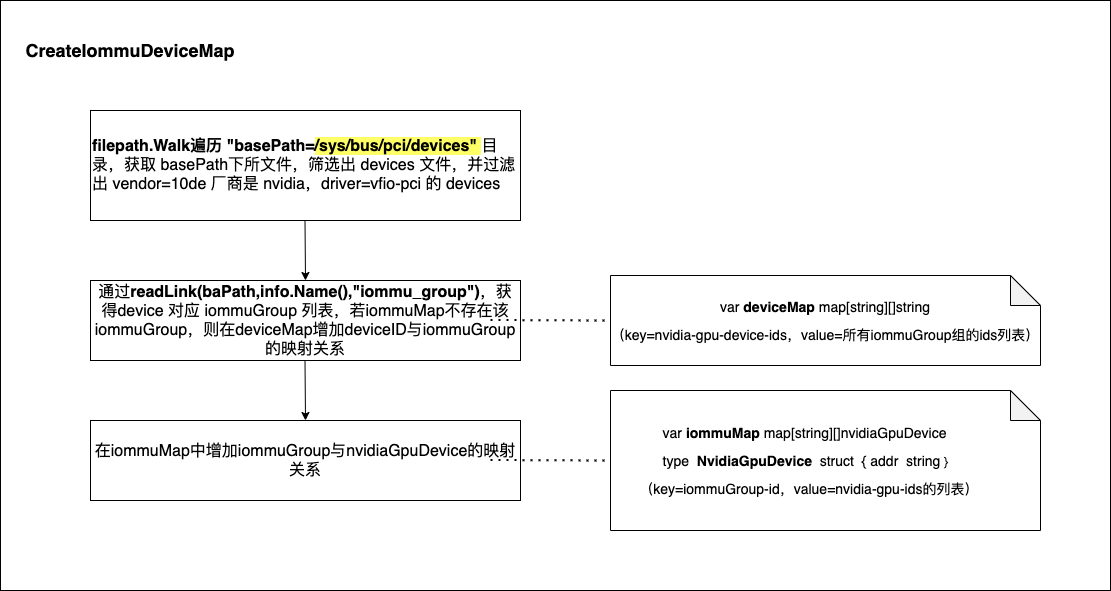 CreateIommuDeviceMap
filepath.Walk遍历 "basePath=/sys/bus/pci/devices" 目
录，获取 basePath下所文件，筛选出 devices 文件，并过滤
出 vendor=10de 厂商是 nvidia，driver=vfio-pci 的 devices
通过readLink(baPath,info.Name(),"iommu_group")，获
得device 对应 iommuGroup 列表，若iommuMap不存在该
iommuGroup，则在deviceMap增加deviceID与iommuGroup
的映射关系
var deviceMap map[string][]string
（key=nvidia-gpu-device-ids，value=所有iommuGroup组的ids列表）
在iommuMap中增加iommuGroup与nvidiaGpuDevice的映射
关系
var iommuMap map[string][]nvidiaGpuDevice
type NvidiaGpuDevice struct { addr string }
（key=iommuGroup-id，value=nvidia-gpu-ids的列表）